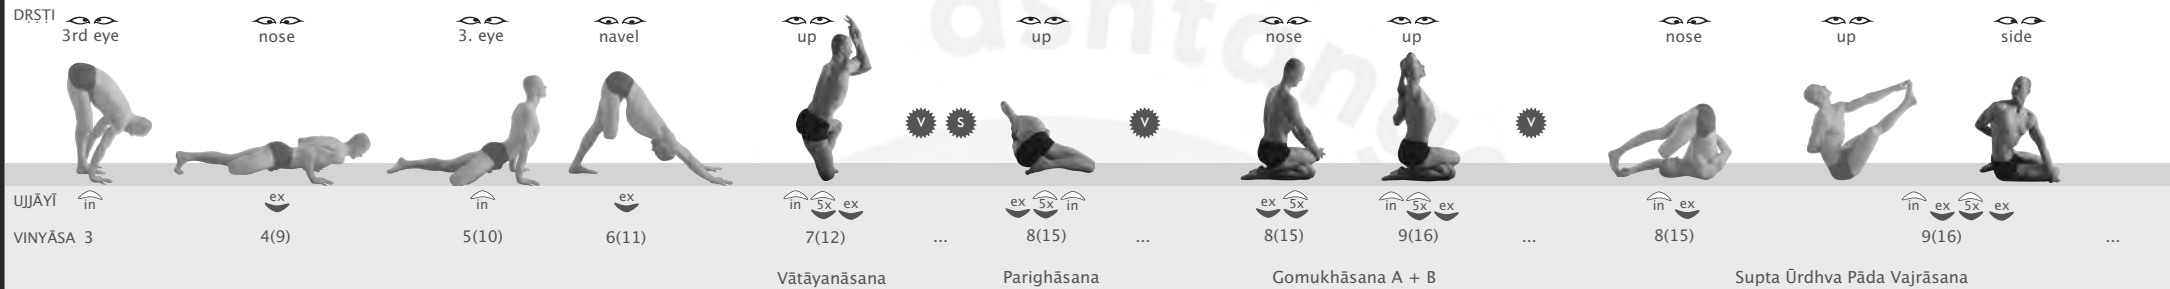 DṚṢṬI
3rd eye nose 3. eye navel up up nose up nose up side
ashtanga
V S V V
UJJĀYĪ in ex in ex in 5x ex ex 5x in ex 5x in 5x ex in ex in ex 5x ex
VINYĀSA 3 4(9) 5(10) 6(11) 7(12) ... 8(15) ... 8(15) 9(16) ... 8(15) 9(16) ...
Vātāyanāsana Parighāsana Gomukhāsana A + B Supta Ūrdhva Pāda Vajrāsana